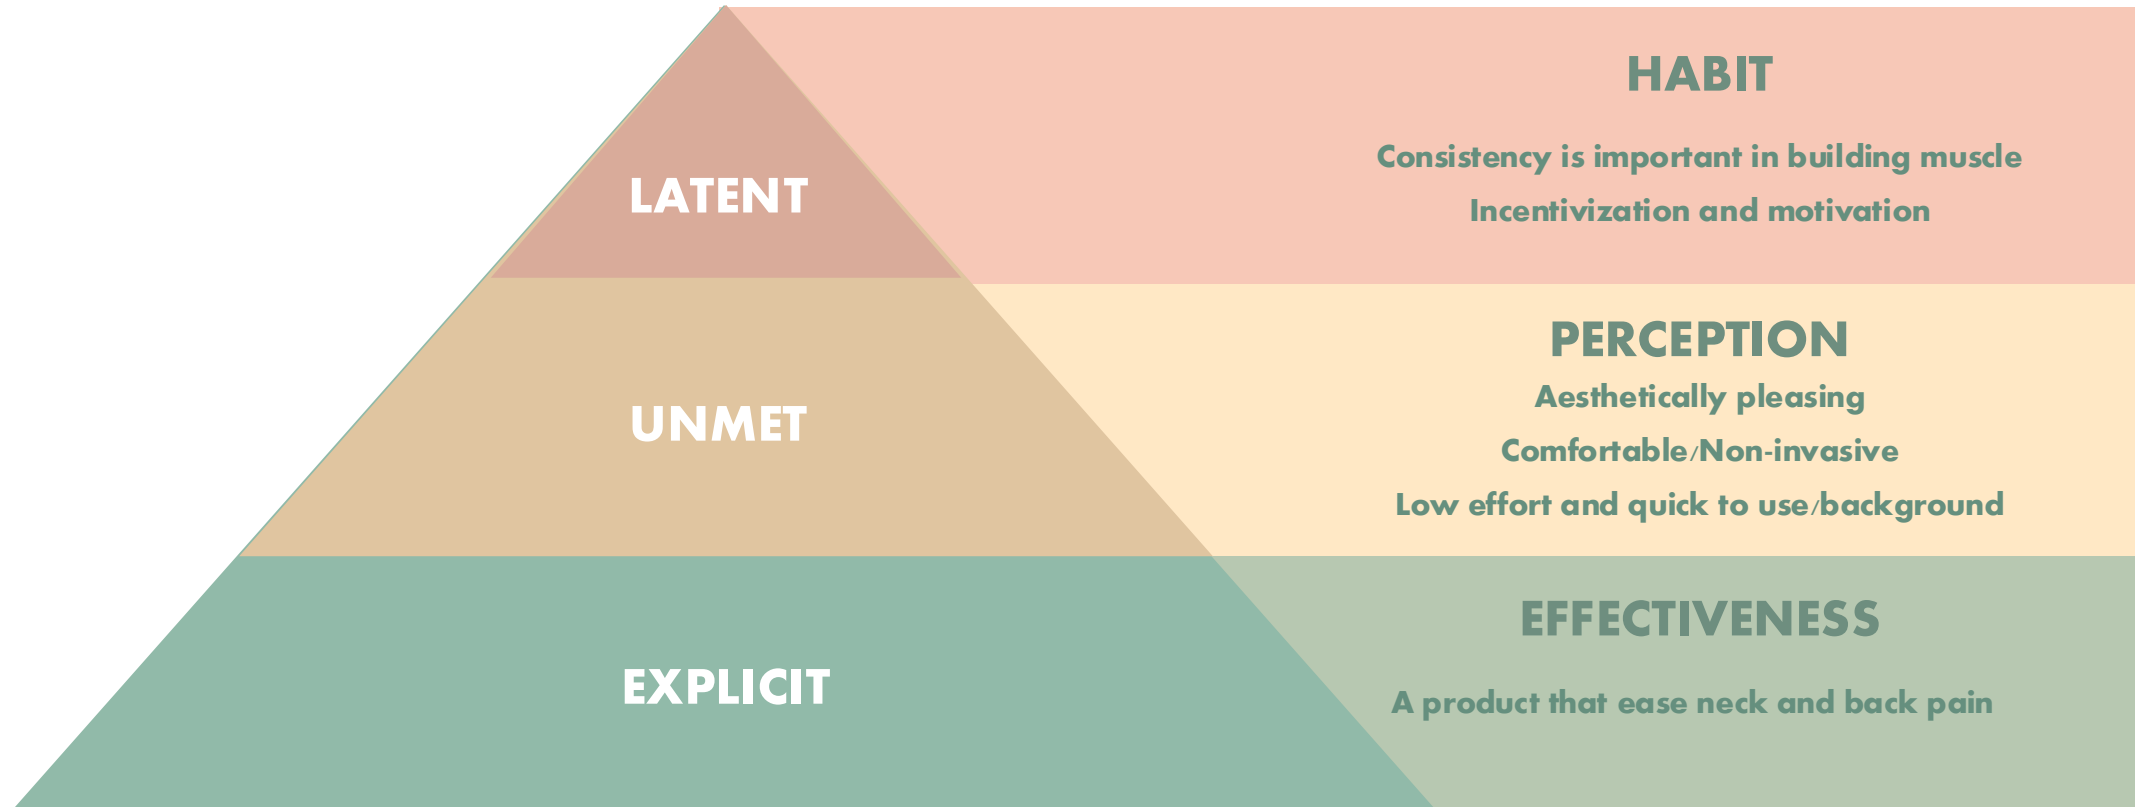 LATENT
HABIT
Consistency is important in building muscle
Incentivization and motivation
UNMET
PERCEPTION
Aesthetically pleasing
Comfortable/Non-invasive
Low effort and quick to use/background
EXPLICIT
EFFECTIVENESS
A product that ease neck and back pain